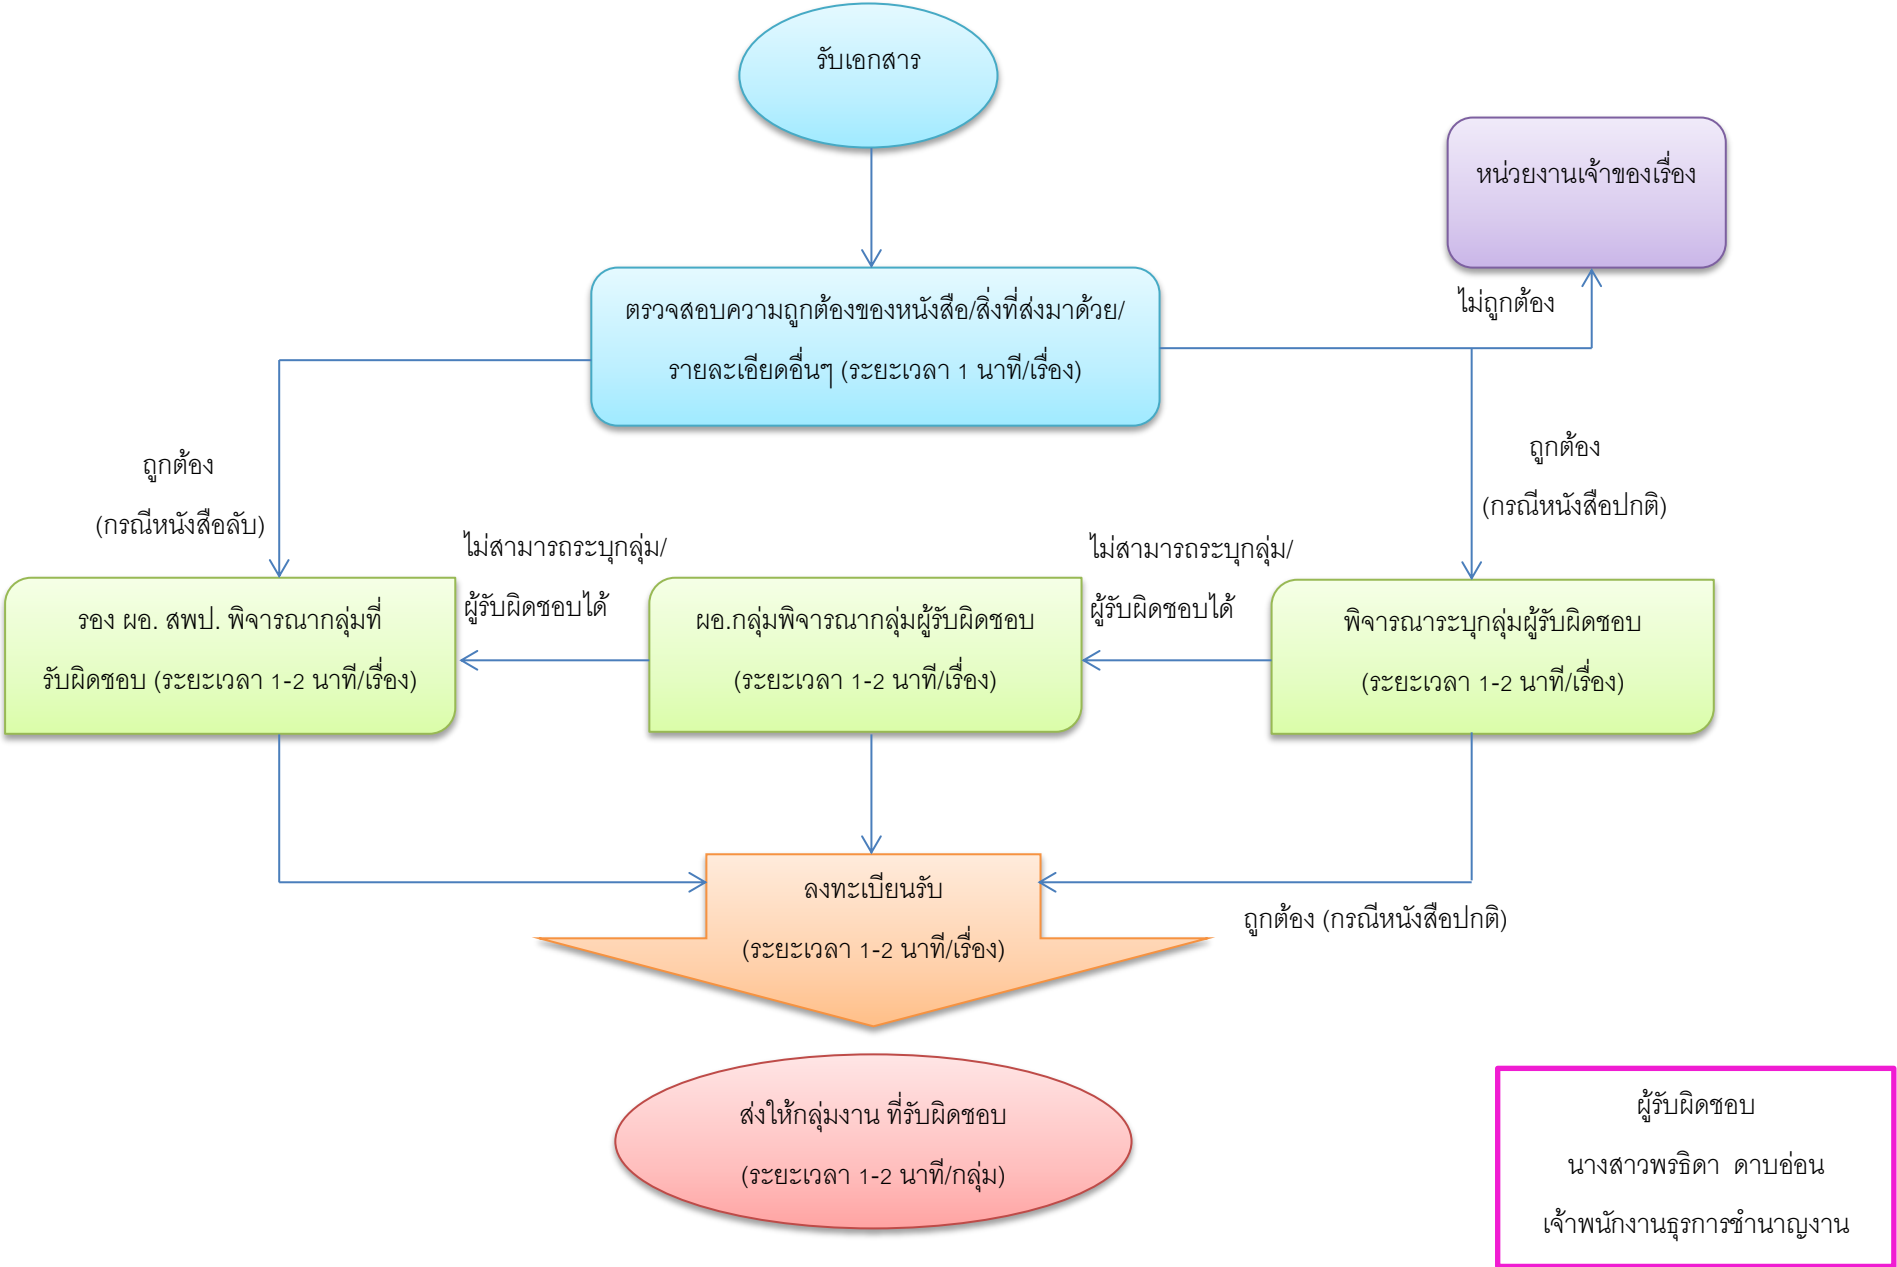 รับเอกสาร
หน่วยงานเจ้าของเรื่อง
ตรวจสอบความถูกต้องของหนังสือ/สิ่งที่ส่งมาด้วย/
รายละเอียดอื่นๆ (ระยะเวลา 1 นาที/เรื่อง)
ไม่ถูกต้อง
ถูกต้อง
(กรณีหนังสือลับ)
ถูกต้อง
(กรณีหนังสือปกติ)
ไม่สามารถระบุกลุ่ม/
ผู้รับผิดชอบได้
ไม่สามารถระบุกลุ่ม/
ผู้รับผิดชอบได้
รอง ผอ. สพป. พิจารณากลุ่มที่
รับผิดชอบ (ระยะเวลา 1-2 นาที/เรื่อง)
ผอ.กลุ่มพิจารณากลุ่มผู้รับผิดชอบ
(ระยะเวลา 1-2 นาที/เรื่อง)
พิจารณาระบุกลุ่มผู้รับผิดชอบ
(ระยะเวลา 1-2 นาที/เรื่อง)
ลงทะเบียนรับ
(ระยะเวลา 1-2 นาที/เรื่อง)
ถูกต้อง (กรณีหนังสือปกติ)
ส่งให้กลุ่มงาน ที่รับผิดชอบ
(ระยะเวลา 1-2 นาที/กลุ่ม)
ผู้รับผิดชอบ
นางสาวพรธิดา ดาบอ่อน
เจ้าพนักงานธุรการชำนาญงาน